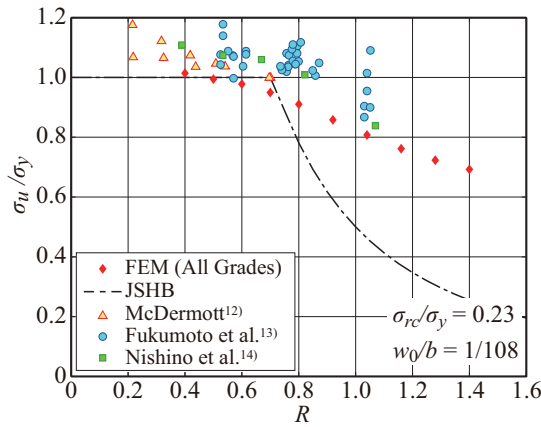 1.2
1.0
0.8
0.6
0.4
0.2
0
σu/σy
FEM (All Grades)
JSHB
McDermott12)
Fukumoto et al.13)
Nishino et al.14)
σrc/σy = 0.23
w0/b = 1/108
0 0.2 0.4 0.6 0.8 1.0 1.2 1.4 1.6
R